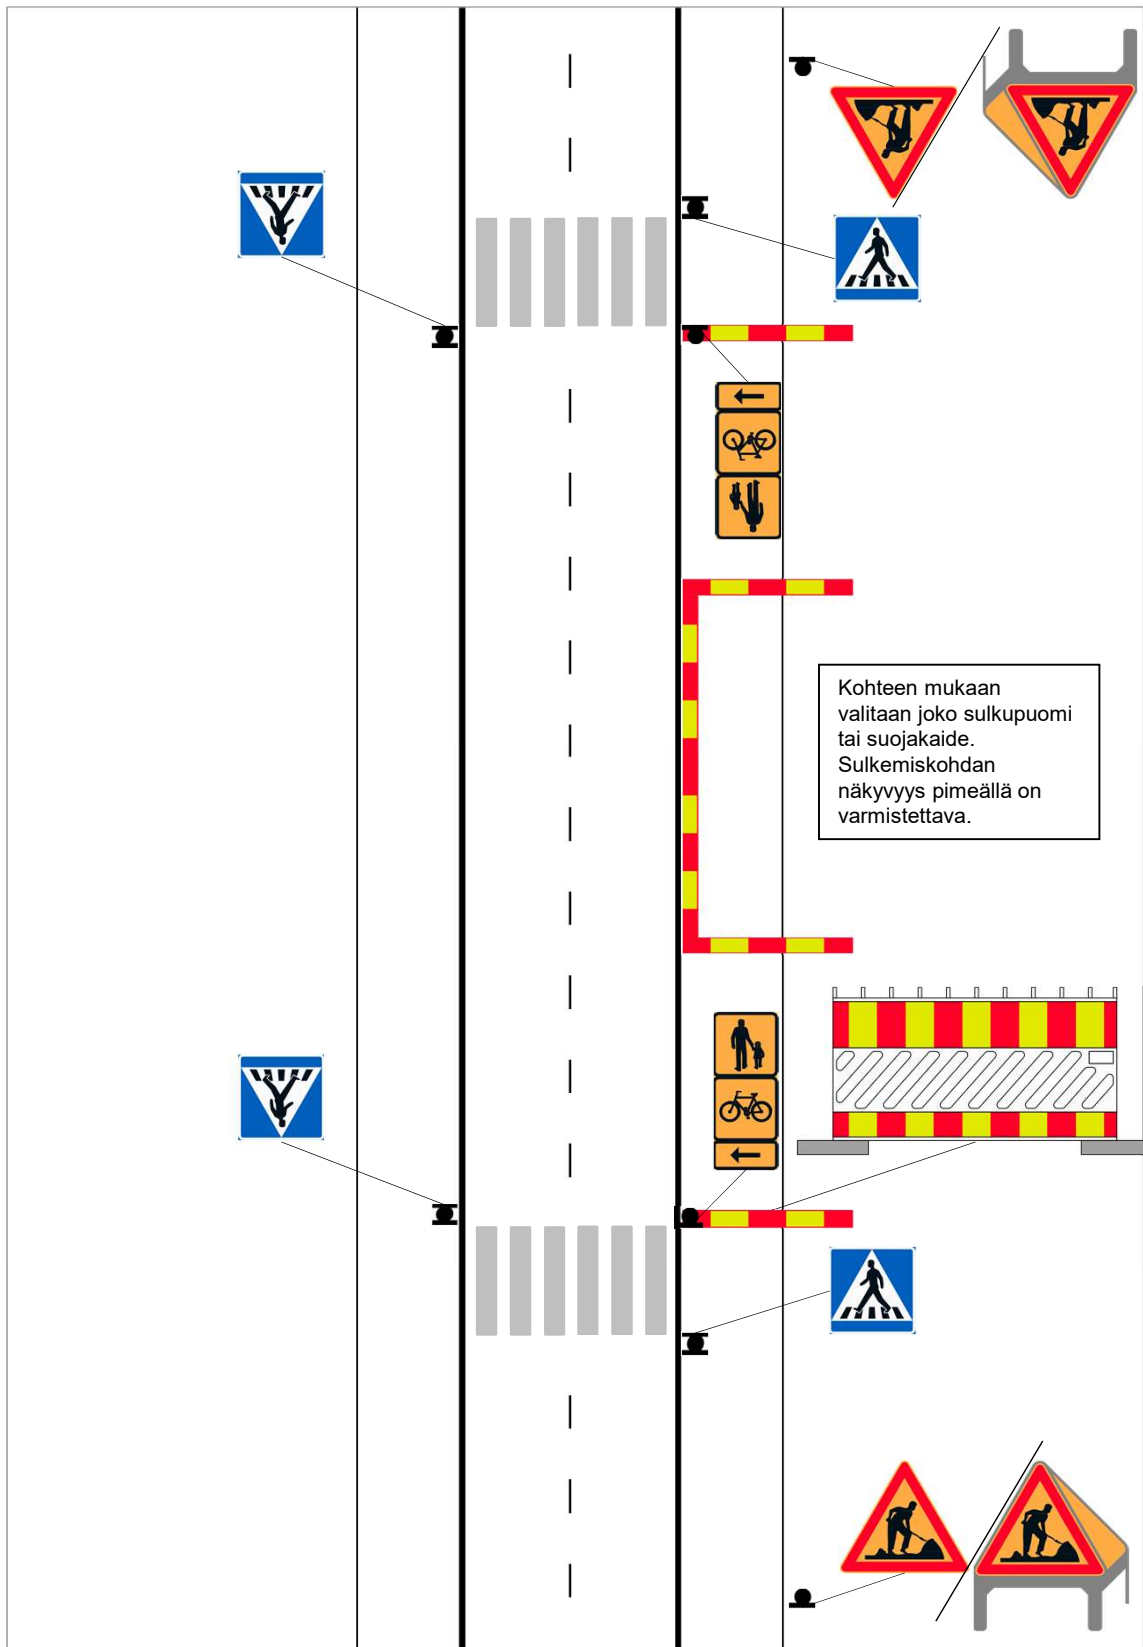 Kohteen mukaan
valitaan joko sulkupuomi
tai suojakaide.
Sulkemiskohdan
näkyvyys pimeällä on
varmistettava.